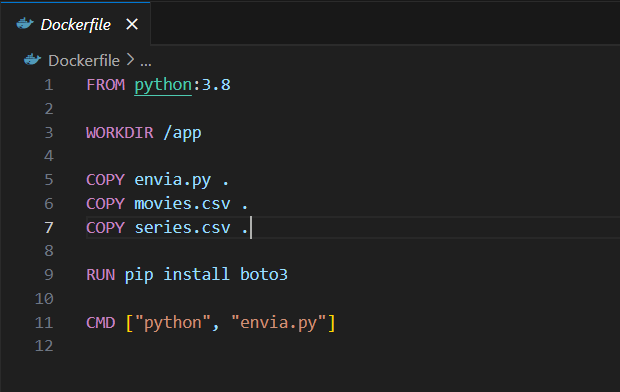 Dockerfile
Dockerfile > ...
1 FROM python:3.8
2
3 WORKDIR /app
4
5 COPY envia.py .
6 COPY movies.csv .
7 COPY series.csv .
8
9 RUN pip install boto3
10
11 CMD ["python", "envia.py"]
12